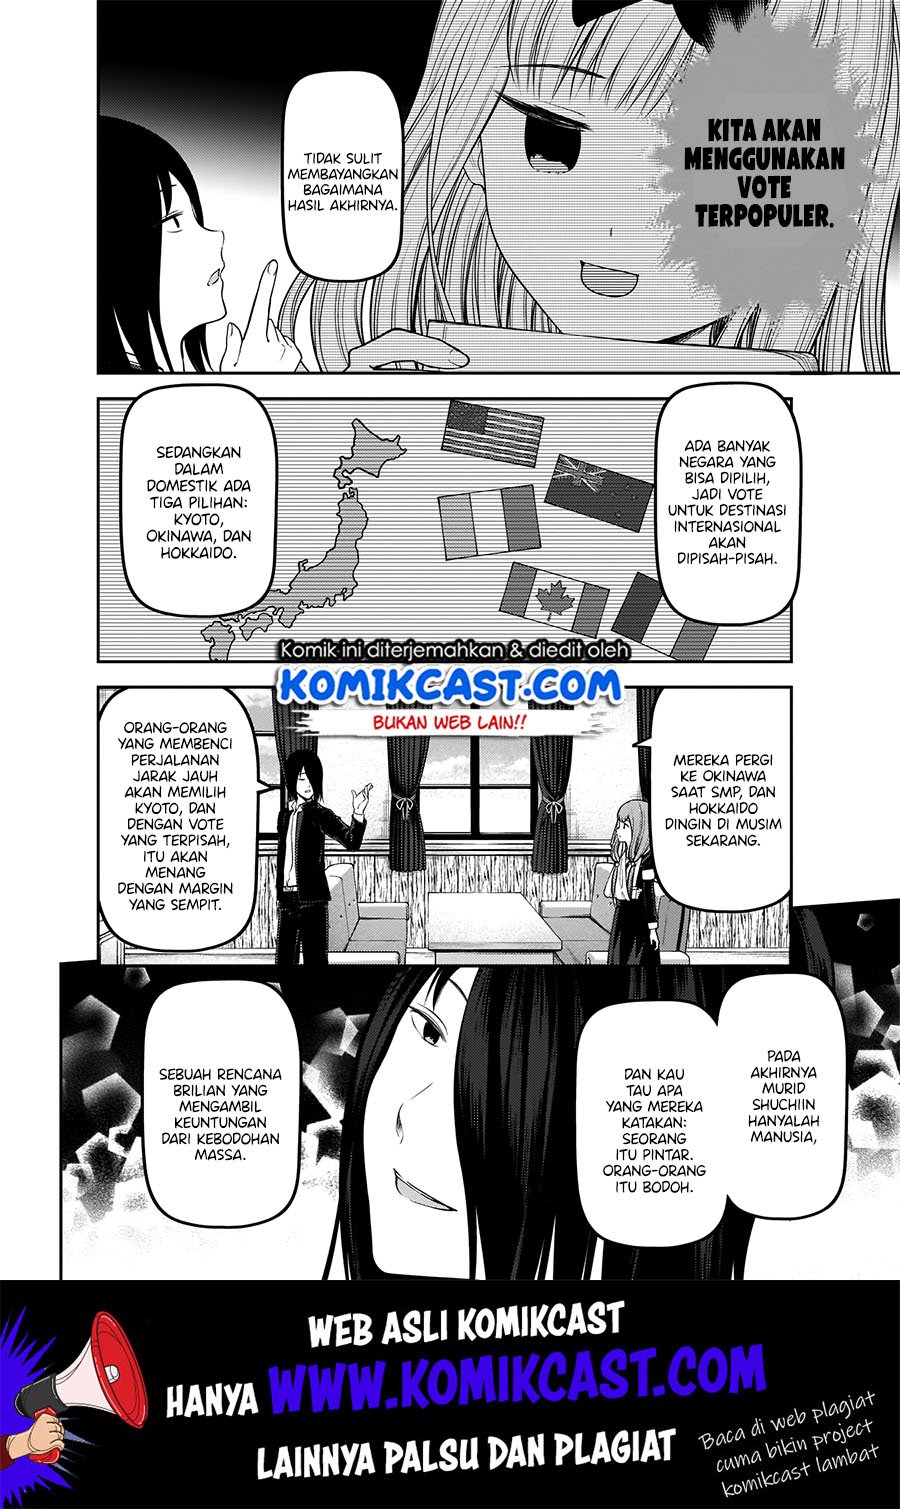 KITA AKAN
MENGGUNAKAN
VOTE
TERPOPULER.
TIDAK SULIT
MEMBAYANGKAN
BAGAIMANA
HASIL AKHIRNYA.
ADA BANYAK
NEGARA YANG
BISA DIPILIH,
JADI VOTE
UNTUK DESTINASI
INTERNASIONAL
AKAN
DIPISAH-PISAH.
SEDANGKAN
DALAM
DOMESTIK ADA
TIGA PILIHAN:
KYOTO,
OKINAWA, DAN
HOKKAIDO.
Komik ini diterjemahkan & diedit oleh
KOMIKCAST.COM
BUKAN WEB LAIN!!
MEREKA PERGI
KE OKINAWA
SAAT SMP, DAN
HOKKAIDO
DINGIN DI MUSIM
SEKARANG.
ORANG-ORANG
YANG MEMBENCI
PERJALANAN
JARAK JAUH
AKAN MEMILIH
KYOTO, DAN
DENGAN VOTE
YANG TERPISAH,
ITU AKAN
MENANG
DENGAN MARGIN
YANG SEMPIT.
PADA
AKHIRNYA
MURID
SHUCHIIN
HANYALAH
MANUSIA,
DAN KAU
TAU APA
YANG MEREKA
KATAKAN:
SEORANG
ITU PINTAR.
ORANG-ORANG
ITU BODOH.
SEBUAH RENCANA
BRILIAN YANG
MENGAMBIL
KEUNTUNGAN
DARI KEBODOHAN
MASSA.
WEB ASLI KOMIKCAST
HANYA WWW.KOMIKCAST.COM
LAINNYA PALSU DAN PLAGIAT
Baca di web plagiat
cuma bikin project
komikcast lambat